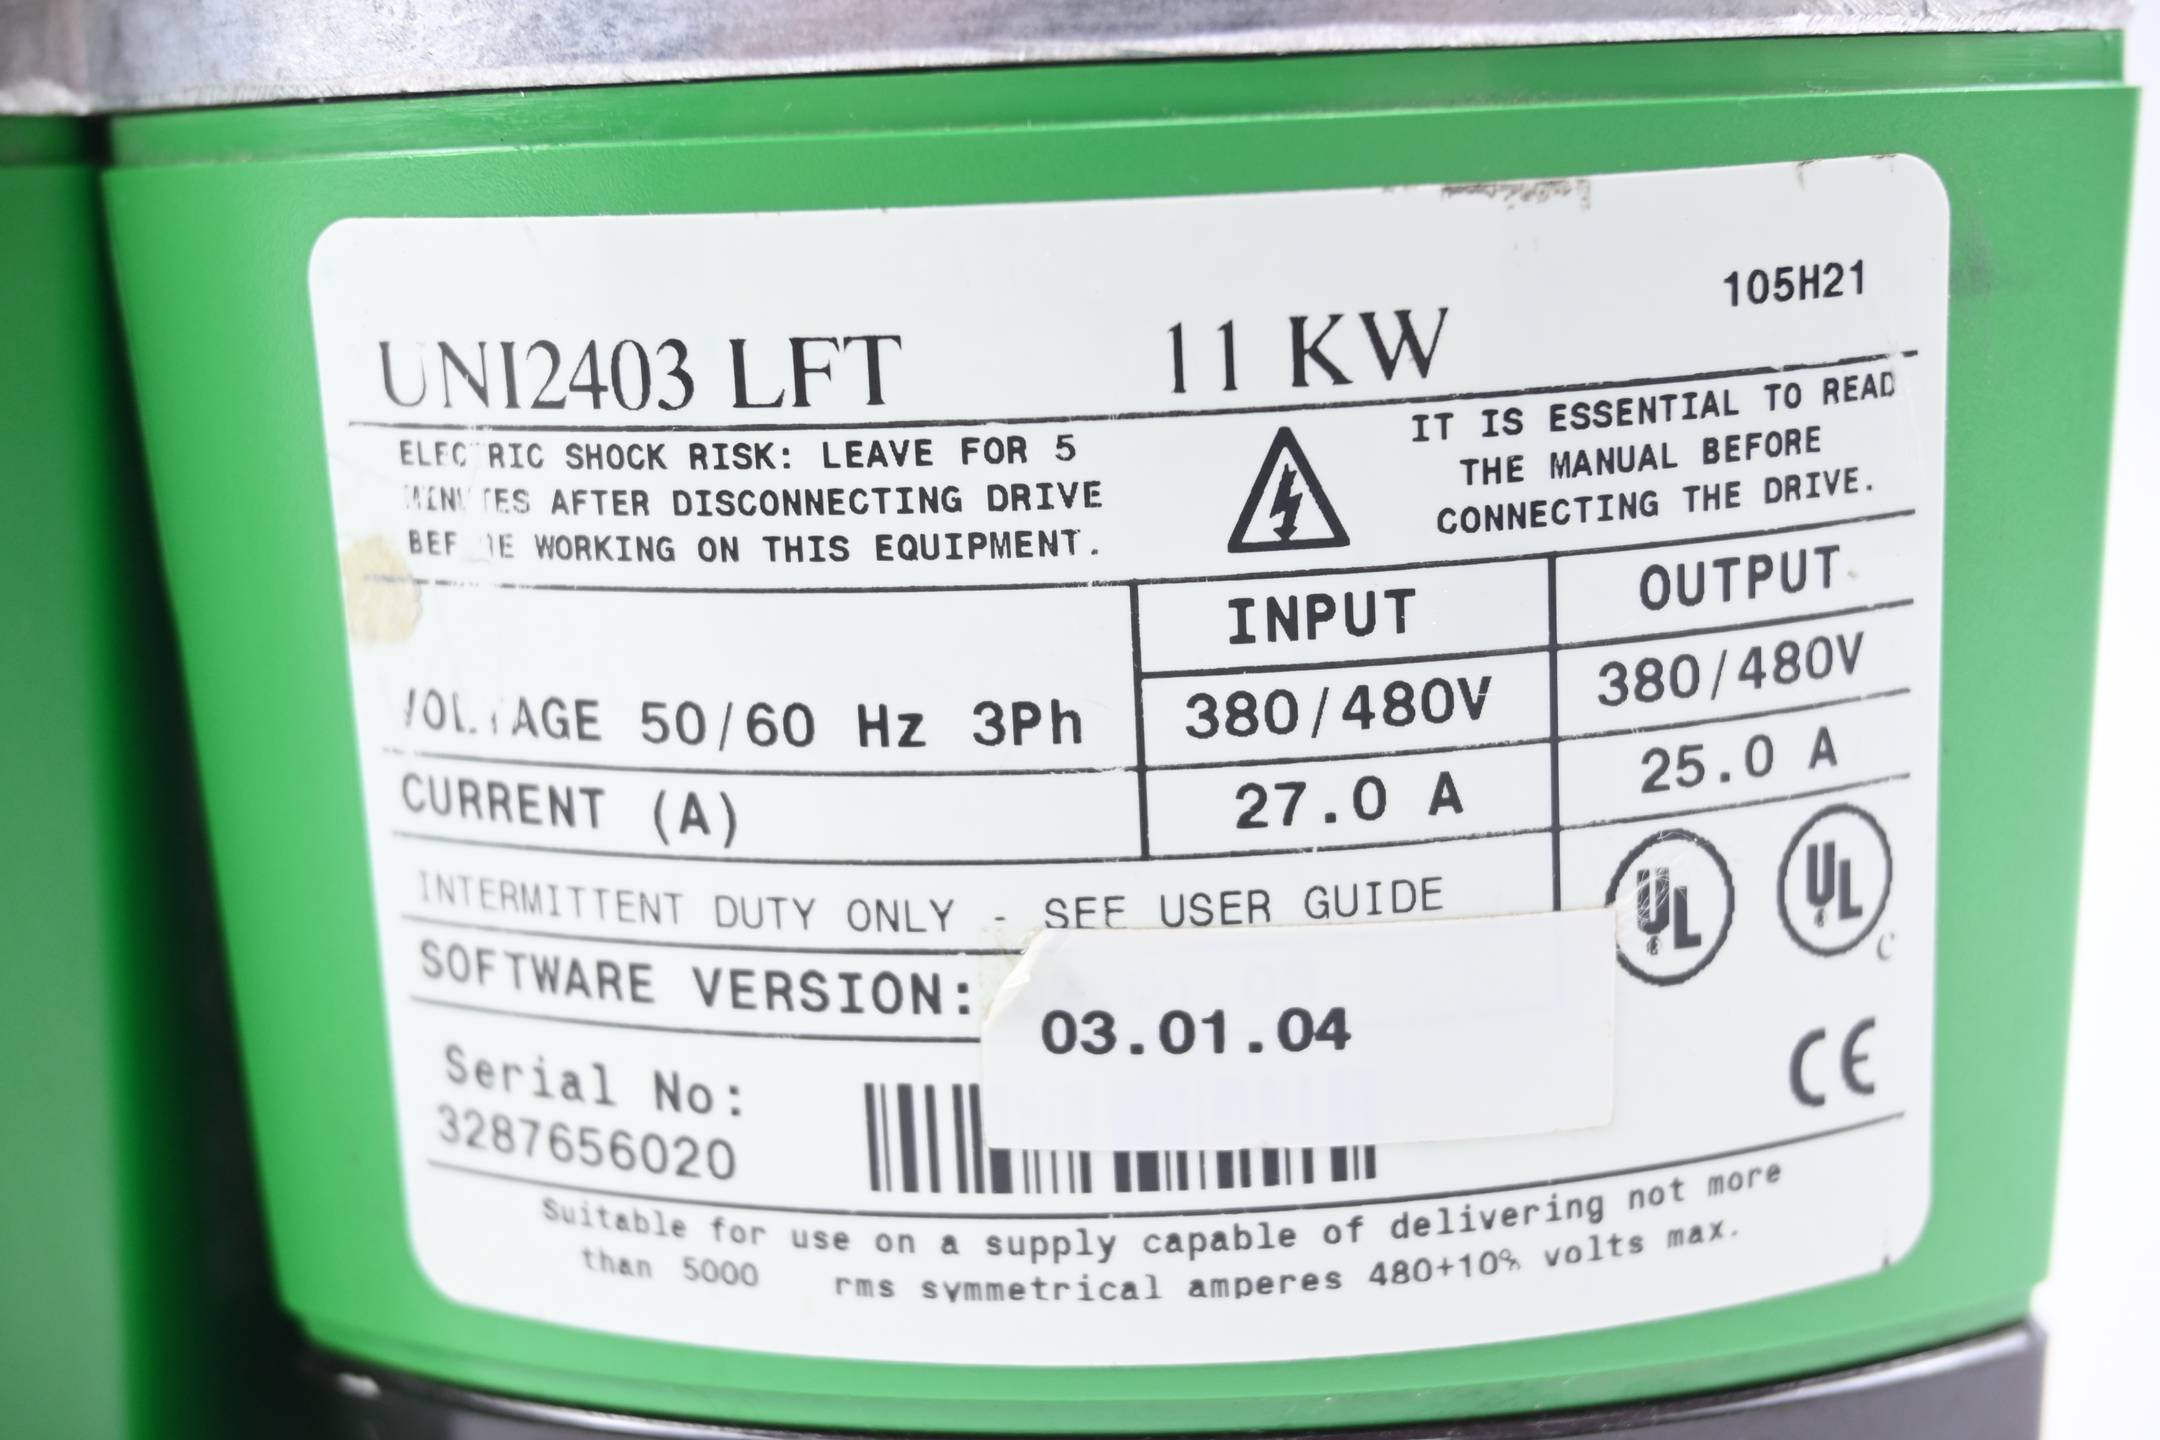 105H21
UNI2403 LFT 11 KW
ELECTRIC SHOCK RISK: LEAVE FOR 5
MINUTES AFTER DISCONNECTING DRIVE
BEFORE WORKING ON THIS EQUIPMENT.
IT IS ESSENTIAL TO READ
THE MANUAL BEFORE
CONNECTING THE DRIVE.
INPUT OUTPUT
VOLTAGE 50/60 Hz 3Ph 380/480V 380/480V
CURRENT (A) 27.0 A 25.0 A
INTERMITTENT DUTY ONLY - SEE USER GUIDE
UL UL C
SOFTWARE VERSION: 03.01.04
CE
Serial No:
3287656020
Suitable for use on a supply capable of delivering not more
than 5000 rms symmetrical amperes 480+10% volts max.